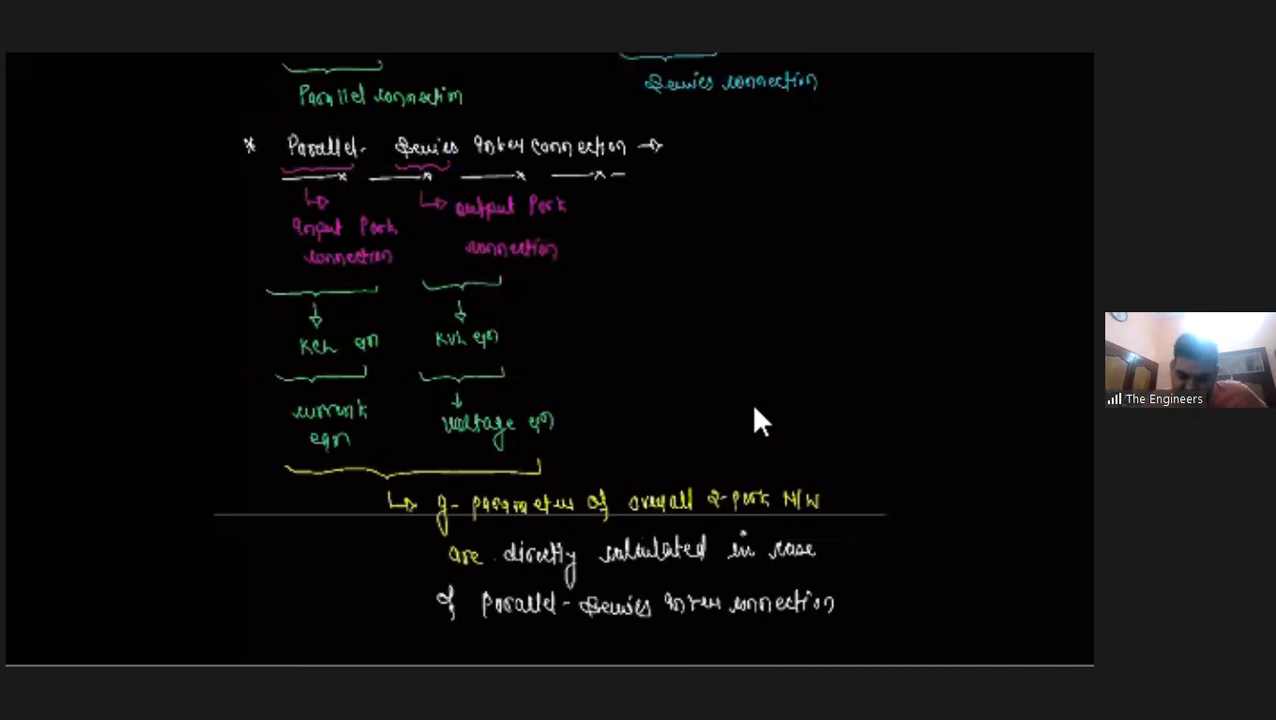 Parallel connection
Series connection
* Parallel- Series Inter connection →
Input Port
connection
output Port
connection
KCL eqn
KVL eqn
current
eqn
voltage eqn
g-parameters of overall 2-port N/W
are directly calculated in case
of parallel-Series Inter connection
The Engineers